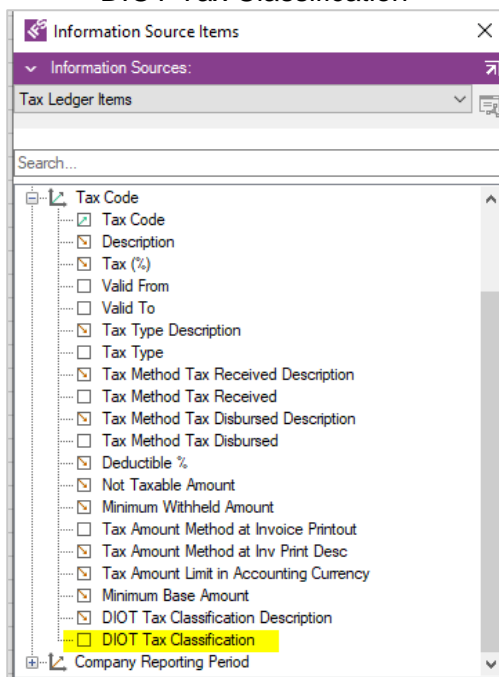 DIOT Tax Classification
Information Source Items
Information Sources:
Tax Ledger Items
Search...
Tax Code
Tax Code
Description
Tax (%)
Valid From
Valid To
Tax Type Description
Tax Type
Tax Method Tax Received Description
Tax Method Tax Received
Tax Method Tax Disbursed Description
Tax Method Tax Disbursed
Deductible %
Not Taxable Amount
Minimum Withheld Amount
Tax Amount Method at Invoice Printout
Tax Amount Method at Inv Print Desc
Tax Amount Limit in Accounting Currency
Minimum Base Amount
DIOT Tax Classification Description
DIOT Tax Classification
Company Reporting Period